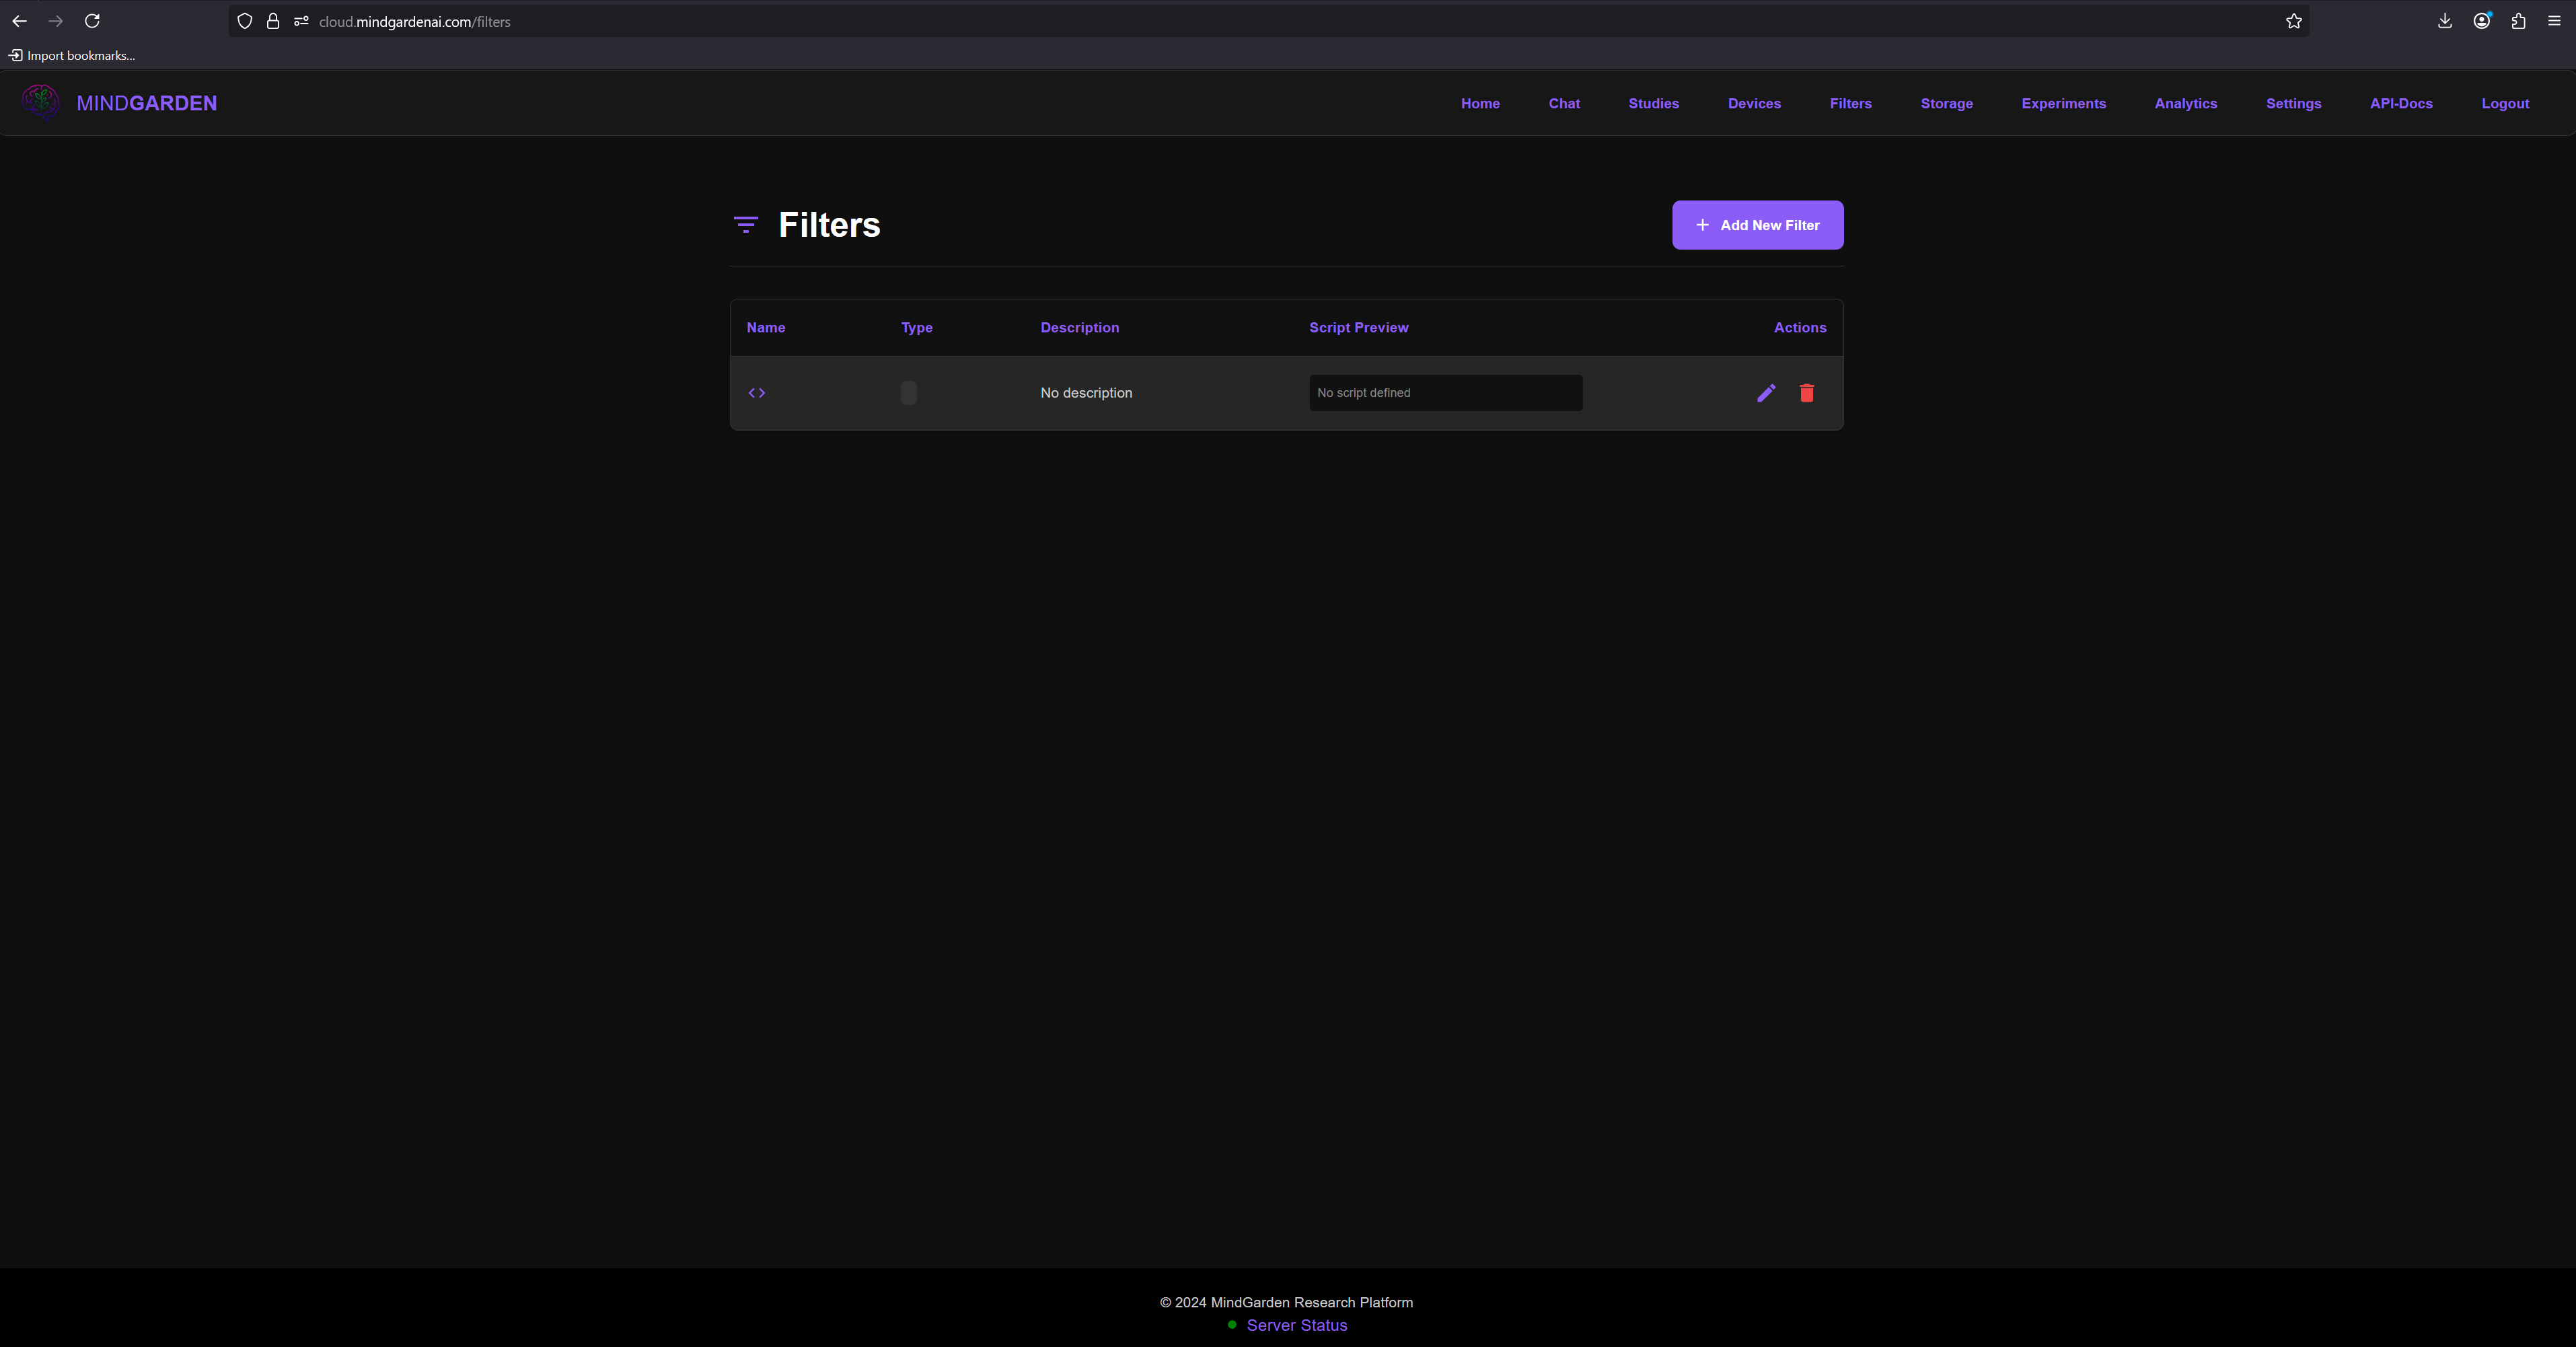 cloud.mindgardenai.com/filters
Import bookmarks...
MINDGARDEN
Home Chat Studies Devices Filters Storage Experiments Analytics Settings API-Docs Logout
Filters
Add New Filter
Name Type Description Script Preview Actions
No description No script defined
© 2024 MindGarden Research Platform
Server Status